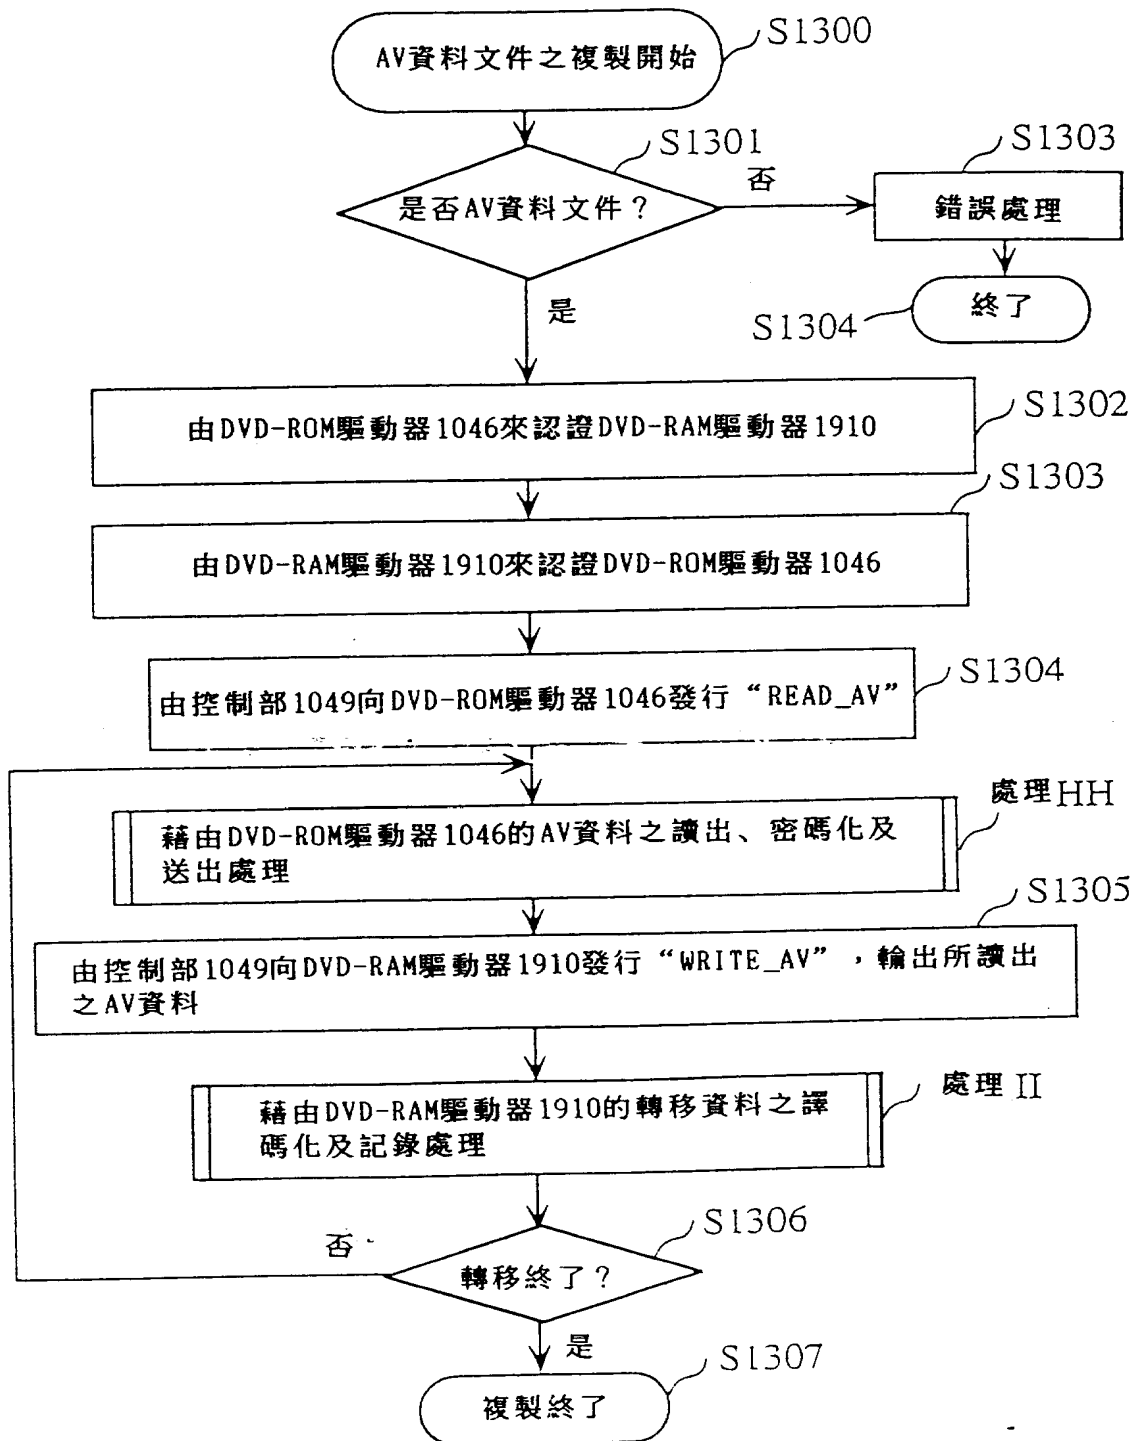 AV資料文件之複製開始
S1300
S1301
是否AV資料文件？
否
S1303
錯誤處理
是
S1304
終了
S1302
由DVD-ROM驅動器1046來認證DVD-RAM驅動器1910
S1303
由DVD-RAM驅動器1910來認證DVD-ROM驅動器1046
S1304
由控制部1049向DVD-ROM驅動器1046發行“READ_AV”
處理HH
藉由DVD-ROM驅動器1046的AV資料之讀出、密碼化及
送出處理
S1305
由控制部1049向DVD-RAM驅動器1910發行“WRITE_AV”，輸出所讀出
之AV資料
處理II
藉由DVD-RAM驅動器1910的轉移資料之譯
碼化及記錄處理
S1306
否
轉移終了？
是
S1307
複製終了